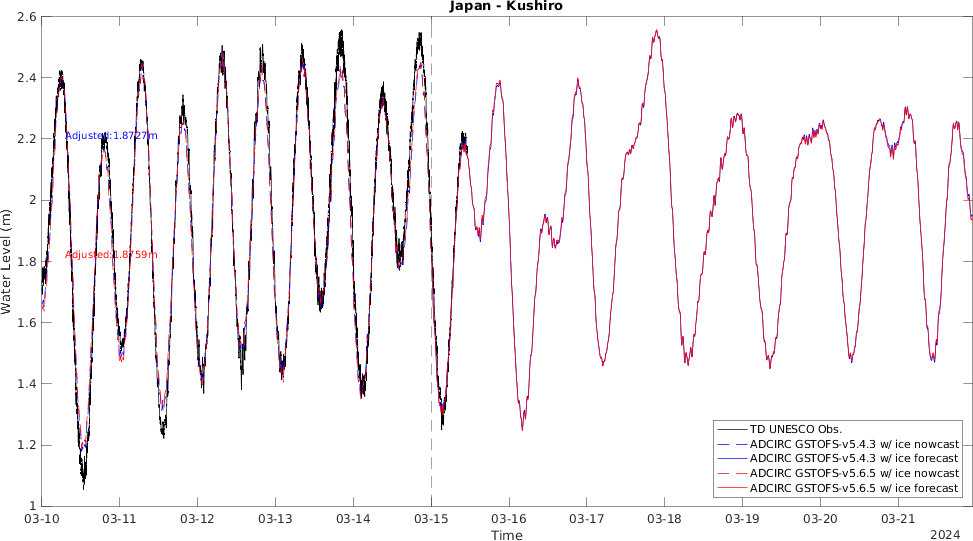 Japan - Kushiro
2.6
2.4
2.2
2
1.8
1.6
1.4
1.2
1
Water Level (m)
Adjusted:1.8727m
Adjusted:1.8759m
TD UNESCO Obs.
ADCIRC GSTOFS-v5.4.3 w/ ice nowcast
ADCIRC GSTOFS-v5.4.3 w/ ice forecast
ADCIRC GSTOFS-v5.6.5 w/ ice nowcast
ADCIRC GSTOFS-v5.6.5 w/ ice forecast
03-10 03-11 03-12 03-13 03-14 03-15 03-16 03-17 03-18 03-19 03-20 03-21
Time
2024